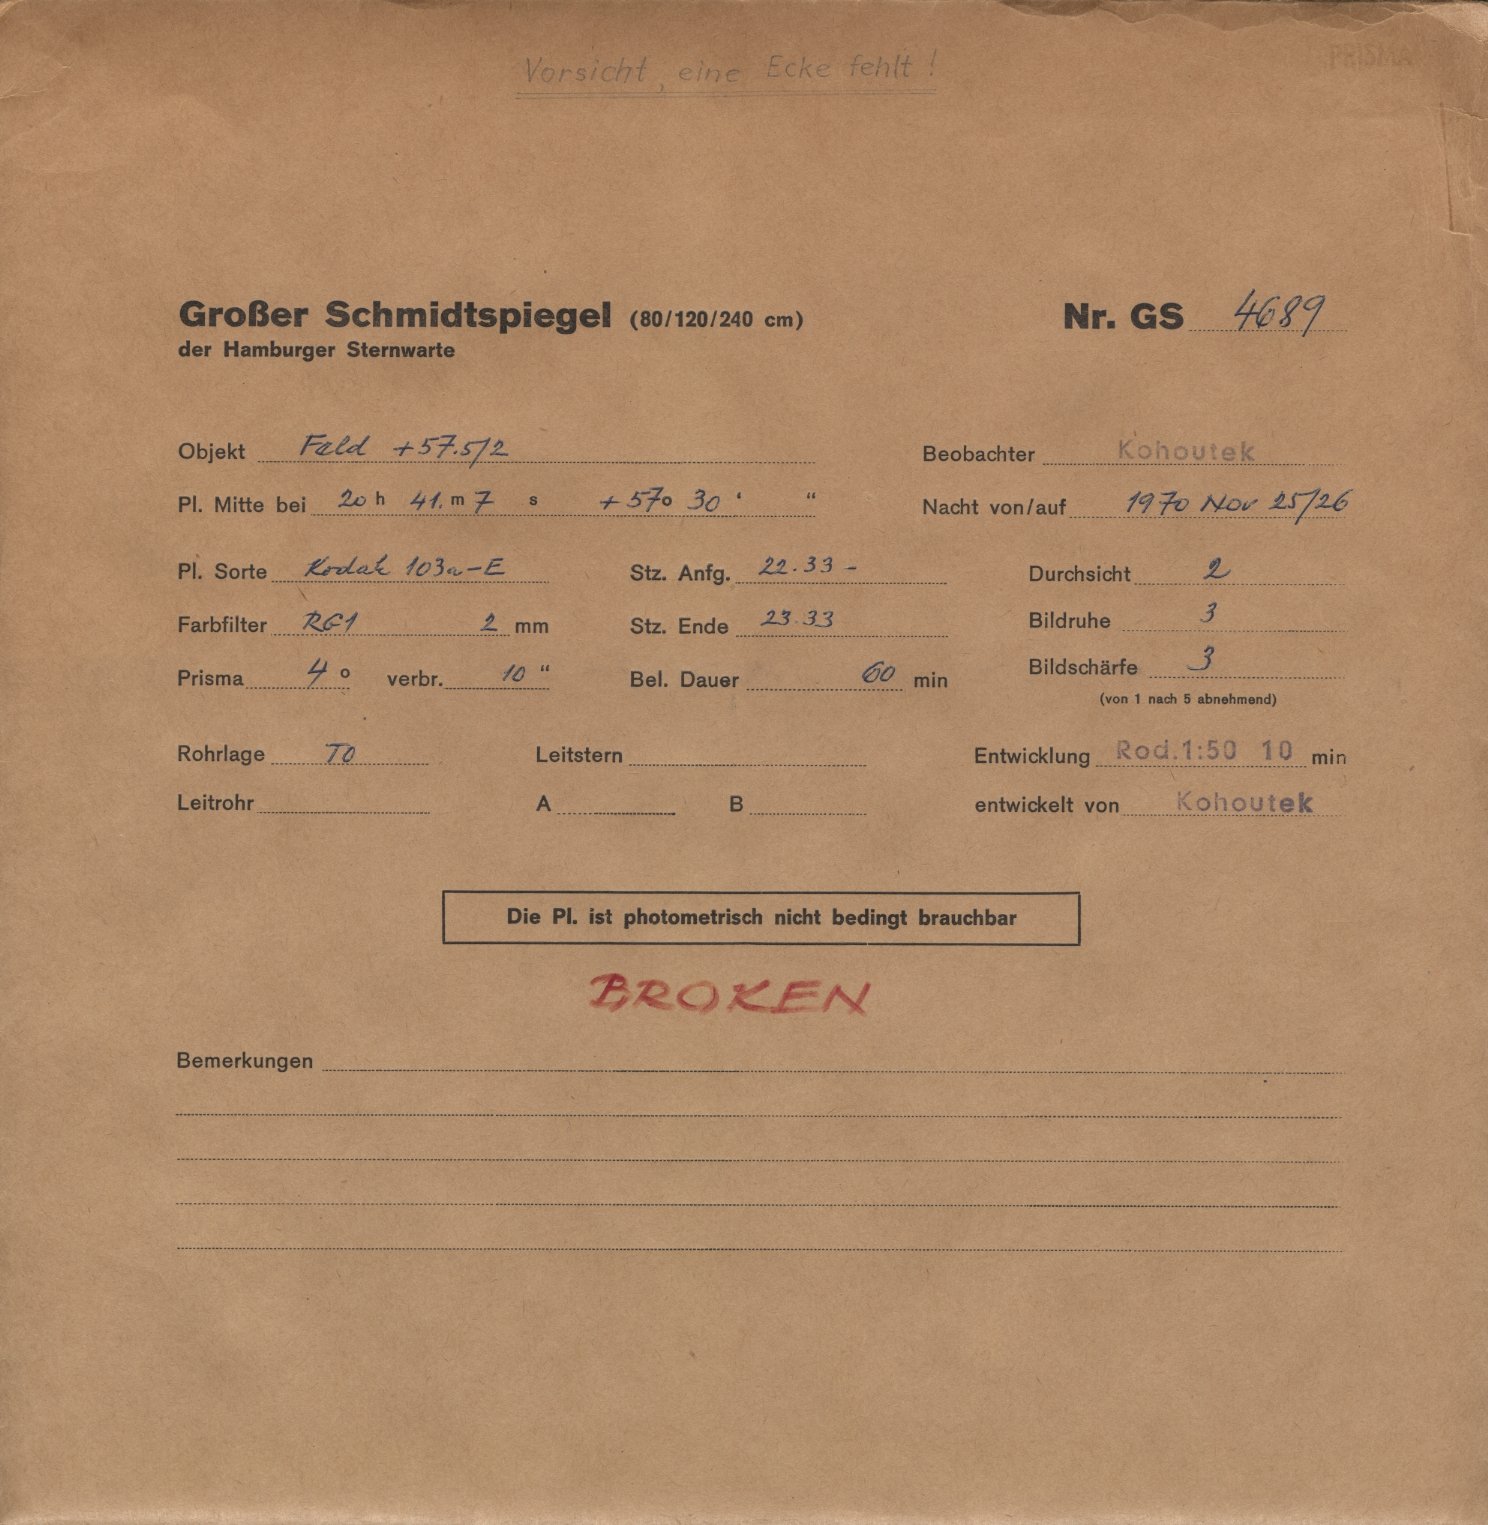 Vorsicht, eine Ecke fehlt!
PRISMA
Großer Schmidtspiegel (80/120/240 cm) Nr. GS 4689
der Hamburger Sternwarte
Objekt Feld +57.5/2 Beobachter Kohoutek
Pl. Mitte bei 20 h 41. m 7 s +57 o 30 ' " Nacht von/auf 1970 Nov 25/26
Pl. Sorte Kodak 103a-E Stz. Anfg. 22.33 - Durchsicht 2
Farbfilter RG1 2 mm Stz. Ende 23.33 Bildruhe 3
Prisma 4 o verbr. 10 " Bel. Dauer 60 min Bildschärfe 3
(von 1 nach 5 abnehmend)
Rohrlage TO Leitstern Entwicklung Rod.1:50 10 min
Leitrohr A B entwickelt von Kohoutek
Die Pl. ist photometrisch nicht bedingt brauchbar
BROKEN
Bemerkungen